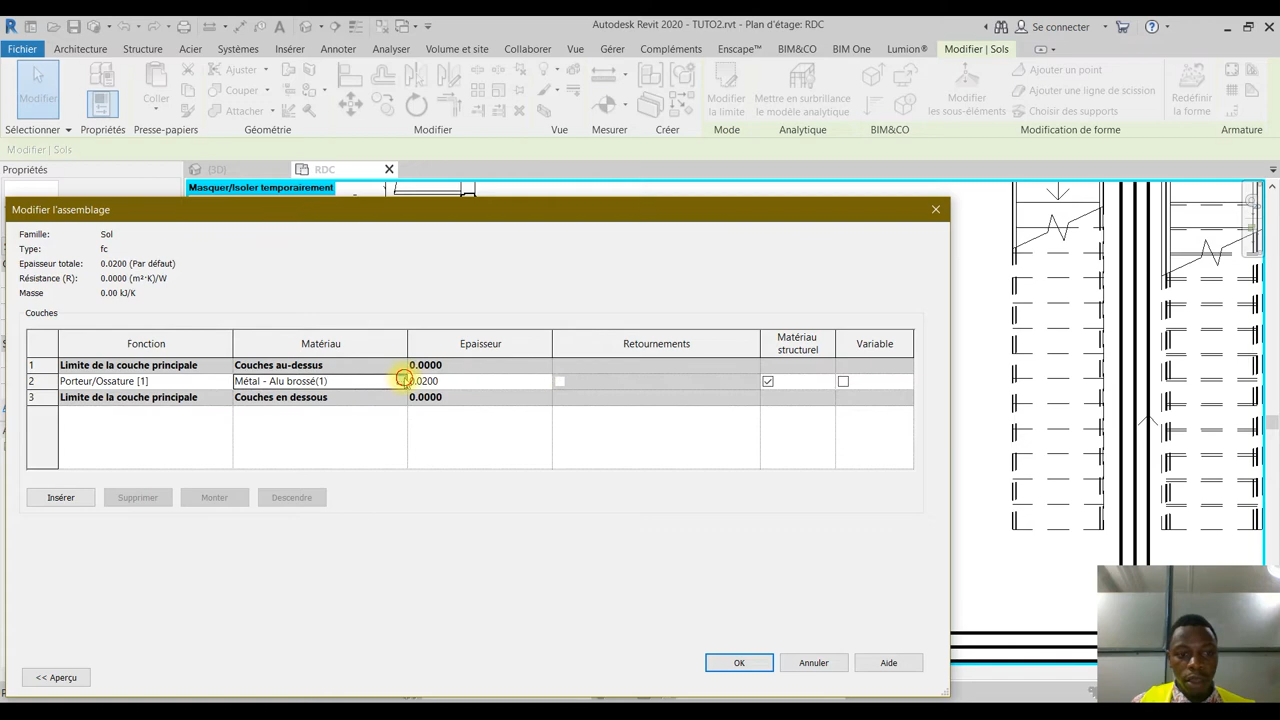 Autodesk Revit 2020 - TUTO2.rvt - Plan d'étage: RDC
Se connecter
Fichier Architecture Structure Acier Systèmes Insérer Annoter Analyser Volume et site Collaborer Vue Gérer Compléments Enscape™ BIM&CO BIM One Lumion® Modifier | Sols
Modifier
Coller
Ajuster
Couper
Attacher
Modifier
la limite
Mettre en surbrillance
le modèle analytique
Modifier
les sous-éléments
Ajouter un point
Ajouter une ligne de scission
Choisir des supports
Redéfinir
la forme
Sélectionner Propriétés Presse-papiers Géométrie Modifier Vue Mesurer Créer Mode Analytique BIM&CO Modification de forme Armature
Modifier | Sols
Propriétés
{3D}
RDC
Masquer/Isoler temporairement
Modifier l'assemblage
Famille: Sol
Type: fc
Epaisseur totale: 0.0200 (Par défaut)
Résistance (R): 0.0000 (m²·K)/W
Masse 0.00 kJ/K
Couches
Fonction Matériau Epaisseur Retournements Matériau structurel Variable
1 Limite de la couche principale Couches au-dessus 0.0000
2 Porteur/Ossature [1] Métal - Alu brossé(1) 0.0200
3 Limite de la couche principale Couches en dessous 0.0000
Insérer Supprimer Monter Descendre
OK Annuler Aide
<< Aperçu